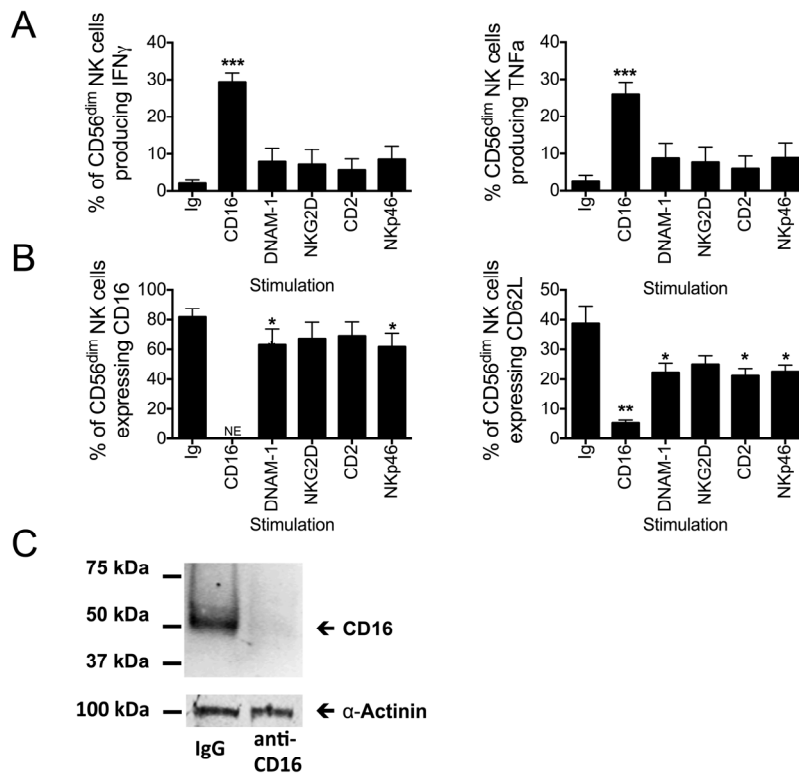 A
% of CD56dim NK cells
producing IFNγ
40
30
20
10
0
***
Ig
CD16
DNAM-1
NKG2D
CD2
NKp46
Stimulation
% CD56dim NK cells
producing TNFa
40
30
20
10
0
***
Ig
CD16
DNAM-1
NKG2D
CD2
NKp46
Stimulation
B
% of CD56dim NK cells
expressing CD16
100
80
60
40
20
0
NE
*
*
Ig
CD16
DNAM-1
NKG2D
CD2
NKp46
Stimulation
% of CD56dim NK cells
expressing CD62L
50
40
30
20
10
0
**
*
*
*
Ig
CD16
DNAM-1
NKG2D
CD2
NKp46
Stimulation
C
75 kDa
50 kDa
37 kDa
← CD16
100 kDa
← α-Actinin
IgG
anti-
CD16